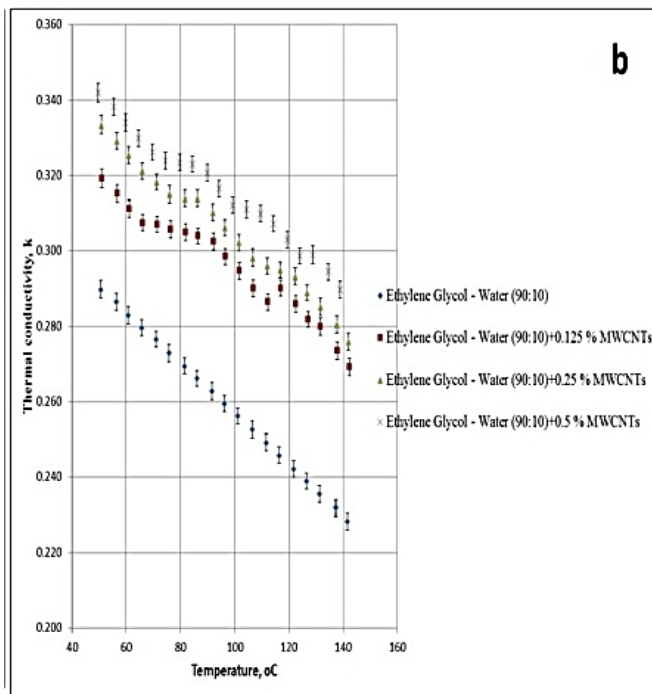 b
0.360
0.340
0.320
0.300
0.280
0.260
0.240
0.220
0.200
Thermal conductivity, k
40 60 80 100 120 140 160
Temperature, oC
Ethylene Glycol - Water (90:10)
Ethylene Glycol - Water (90:10)+0.125 % MWCNTs
Ethylene Glycol - Water (90:10)+0.25 % MWCNTs
Ethylene Glycol - Water (90:10)+0.5 % MWCNTs